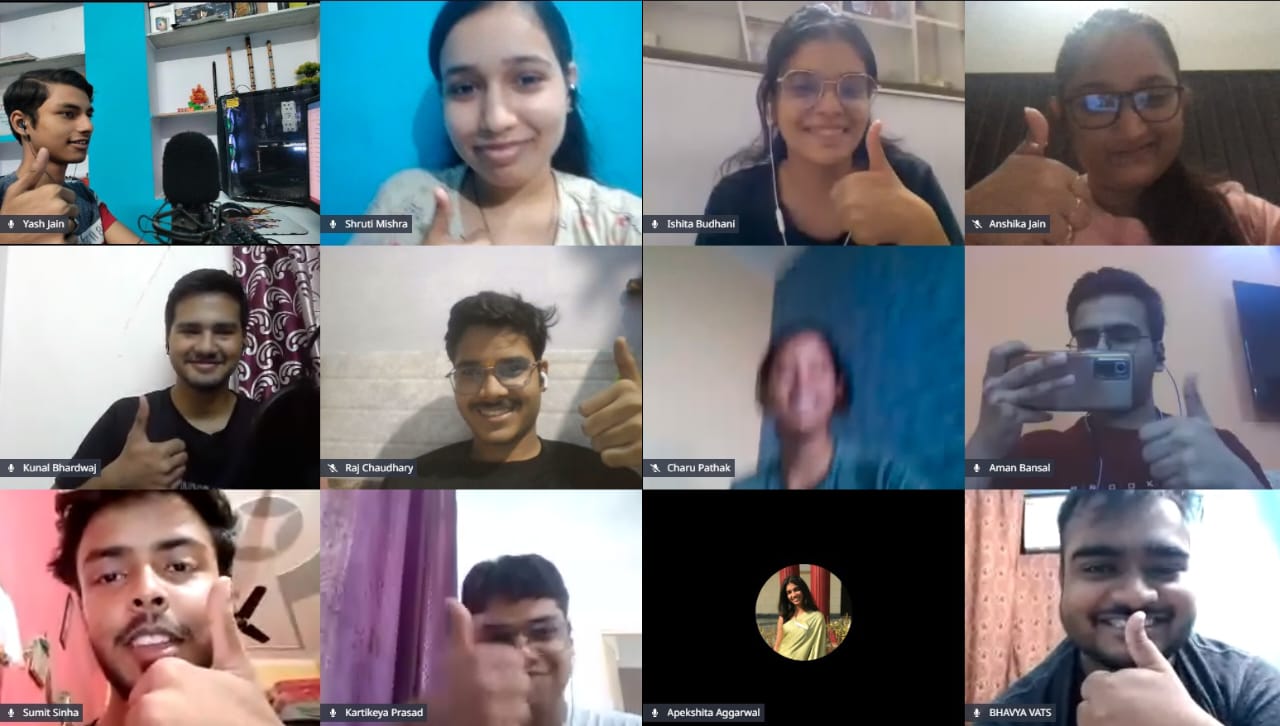 Yash Jain
Shruti Mishra
Ishita Budhani
Anshika Jain
Kunal Bhardwaj
Raj Chaudhary
Charu Pathak
Aman Bansal
Sumit Sinha
Kartikeya Prasad
Apekshita Aggarwal
BHAVYA VATS